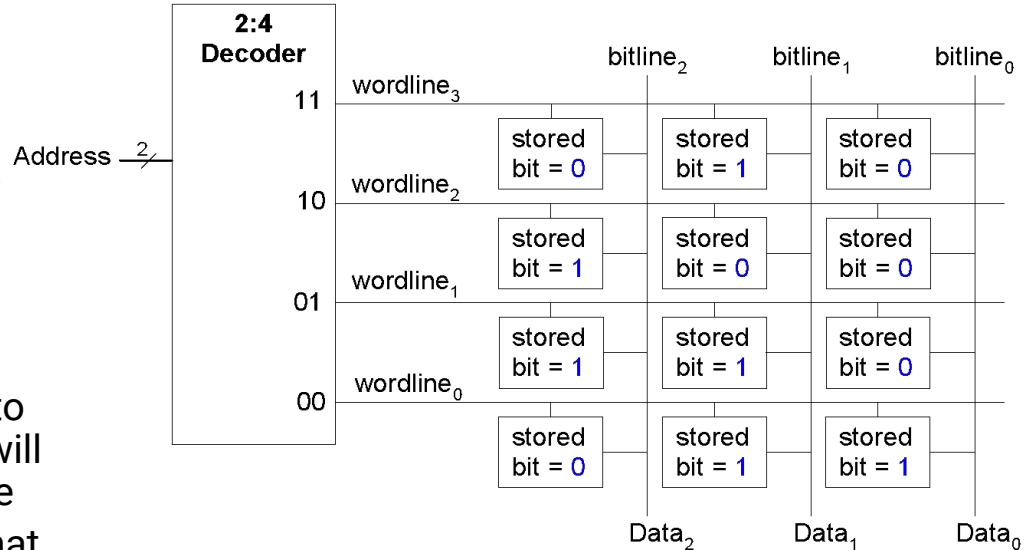 2:4
Decoder
bitline₂ bitline₁ bitline₀
11 wordline₃
Address 2
stored stored stored
bit = 0 bit = 1 bit = 0
10 wordline₂
stored stored stored
bit = 1 bit = 0 bit = 0
01 wordline₁
stored stored stored
bit = 1 bit = 1 bit = 0
00 wordline₀
to
will
stored stored stored
bit = 0 bit = 1 bit = 1
Data₂ Data₁ Data₀